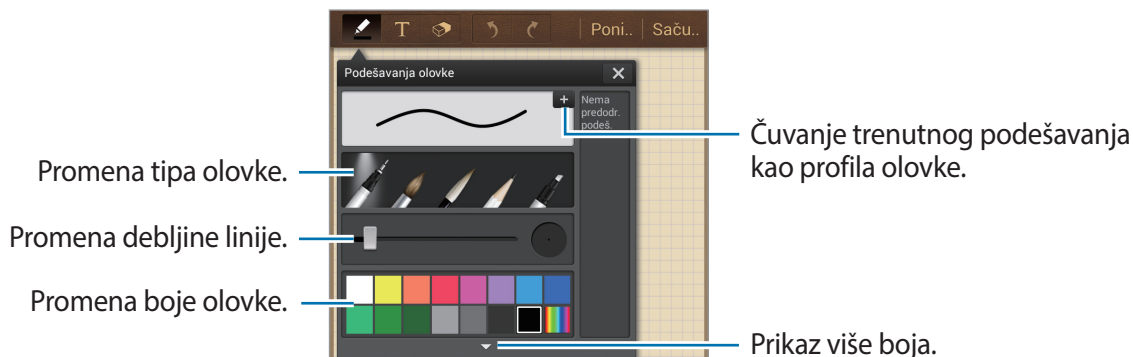 T
Poni..
Saču..
Podešavanja olovke
Nema
predodr.
podeš.
Čuvanje trenutnog podešavanja
kao profila olovke.
Promena tipa olovke.
Promena debljine linije.
Promena boje olovke.
Prikaz više boja.